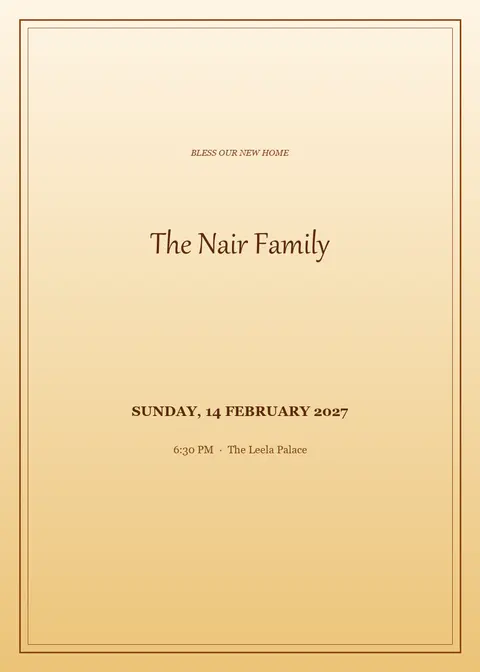 BLESS OUR NEW HOME
The Nair Family
SUNDAY, 14 FEBRUARY 2027
6:30 PM · The Leela Palace